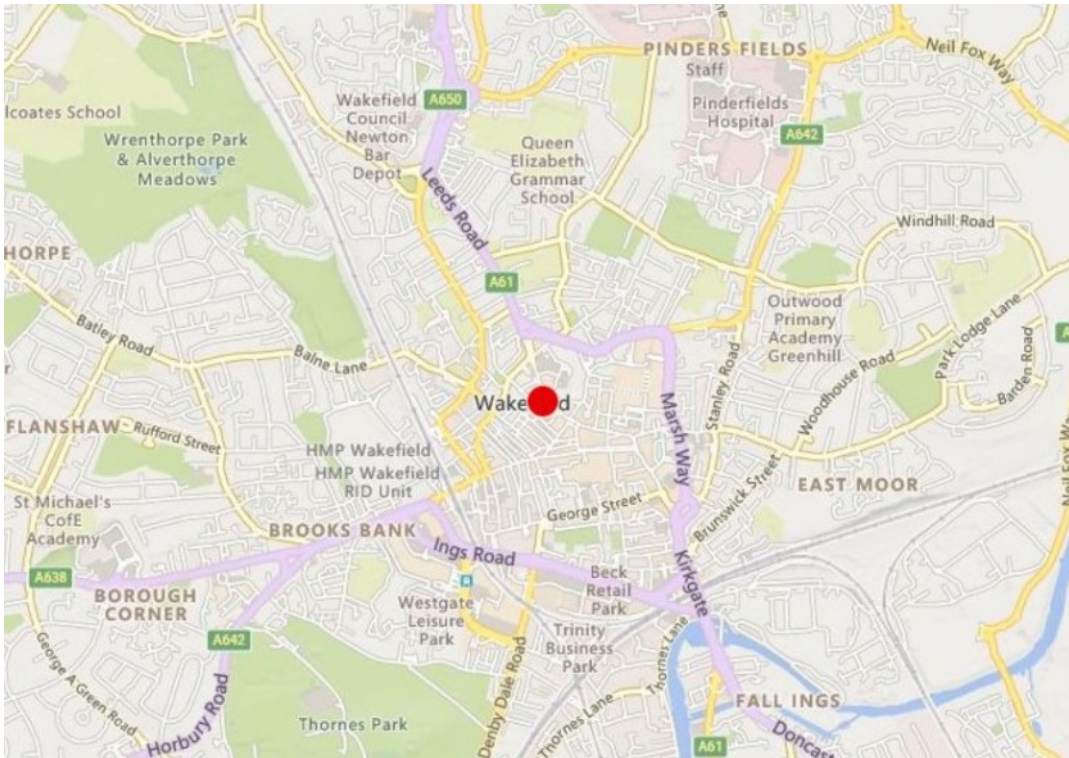 PINDERS FIELDS
Staff
Neil Fox Way
A650
Wakefield
Council
Newton
Bar
Depot
Pinderfields
Hospital
lcoates School
A642
Wrenthorpe Park
& Alverthorpe
Meadows
Queen
Elizabeth
Grammar
School
Leeds Road
Windhill Road
THORPE
A61
Outwood
Primary
Academy
Greenhill
Park Lodge Lane
Batley Road
Balne Lane
Stanley Road
Woodhouse Road
Barden Road
Marsh Way
FLANSHAW
Rufford Street
HMP Wakefield
HMP Wakefield
RID Unit
St Michael's
CofE
Academy
EAST MOOR
Neil Fox Wa
George Street
Brunswick Street
BROOKS BANK
Ings Road
Kirkgate
A638
BOROUGH
CORNER
Beck
Retail
Park
Westgate
Leisure
Park
Trinity
Business
Park
A642
George A Green Road
Thornes Lane
Denby Dale Road
FALL INGS
Thornes Park
Horbury Road
Thornes Lane
A61
Doncast